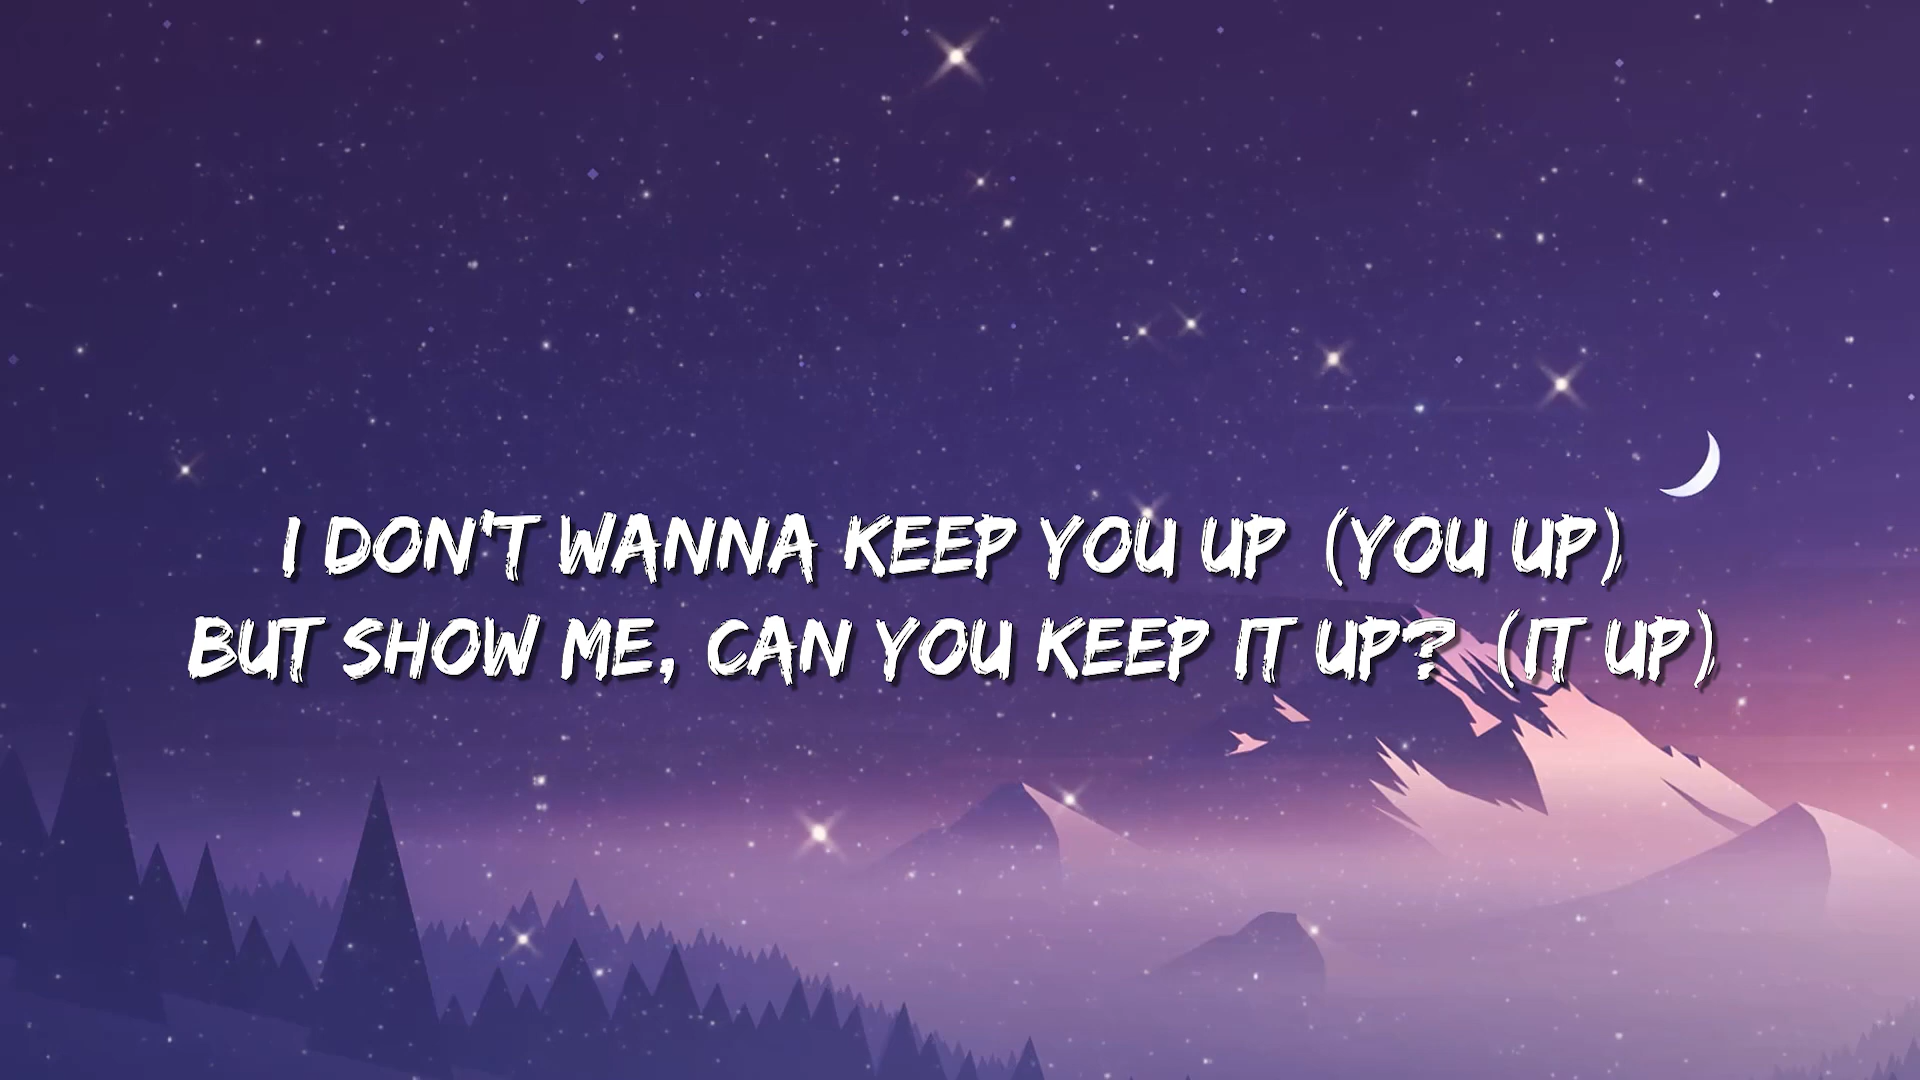 I DON'T WANNA KEEP YOU UP (YOU UP)
BUT SHOW ME, CAN YOU KEEP IT UP? (IT UP)